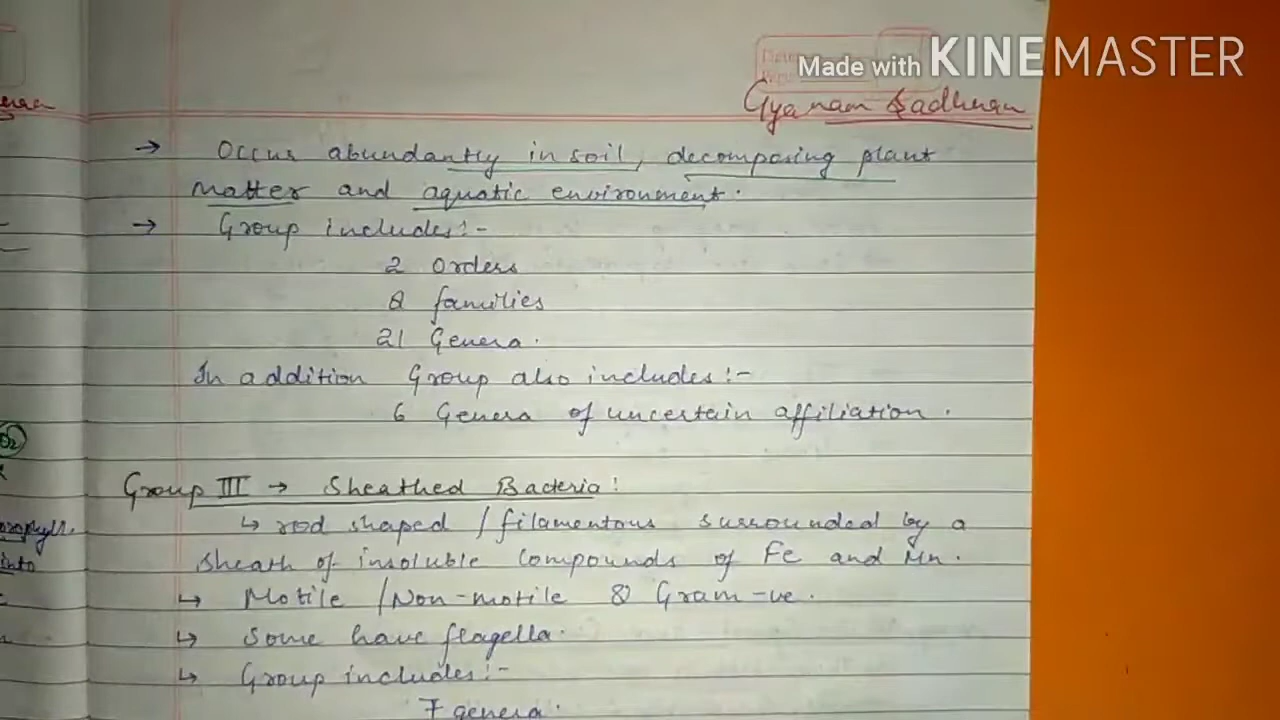 Made with KINEMASTER
Gyanam Sadhnam
→ Occus abundantly in soil, decomposing plant
matter and aquatic environment.
→ Group includes:-
2 Orders
8 families
21 Genera.
In addition Group also includes:-
6 Genera of uncertain affiliation.
Group III → Sheathed Bacteria:
↳ rod shaped / filamentous surrounded by a
sheath of insoluble compounds of Fe and Mn.
↳ Motile / Non-motile & Gram -ve.
↳ Some have flagella.
↳ Group includes:-
7 genera.